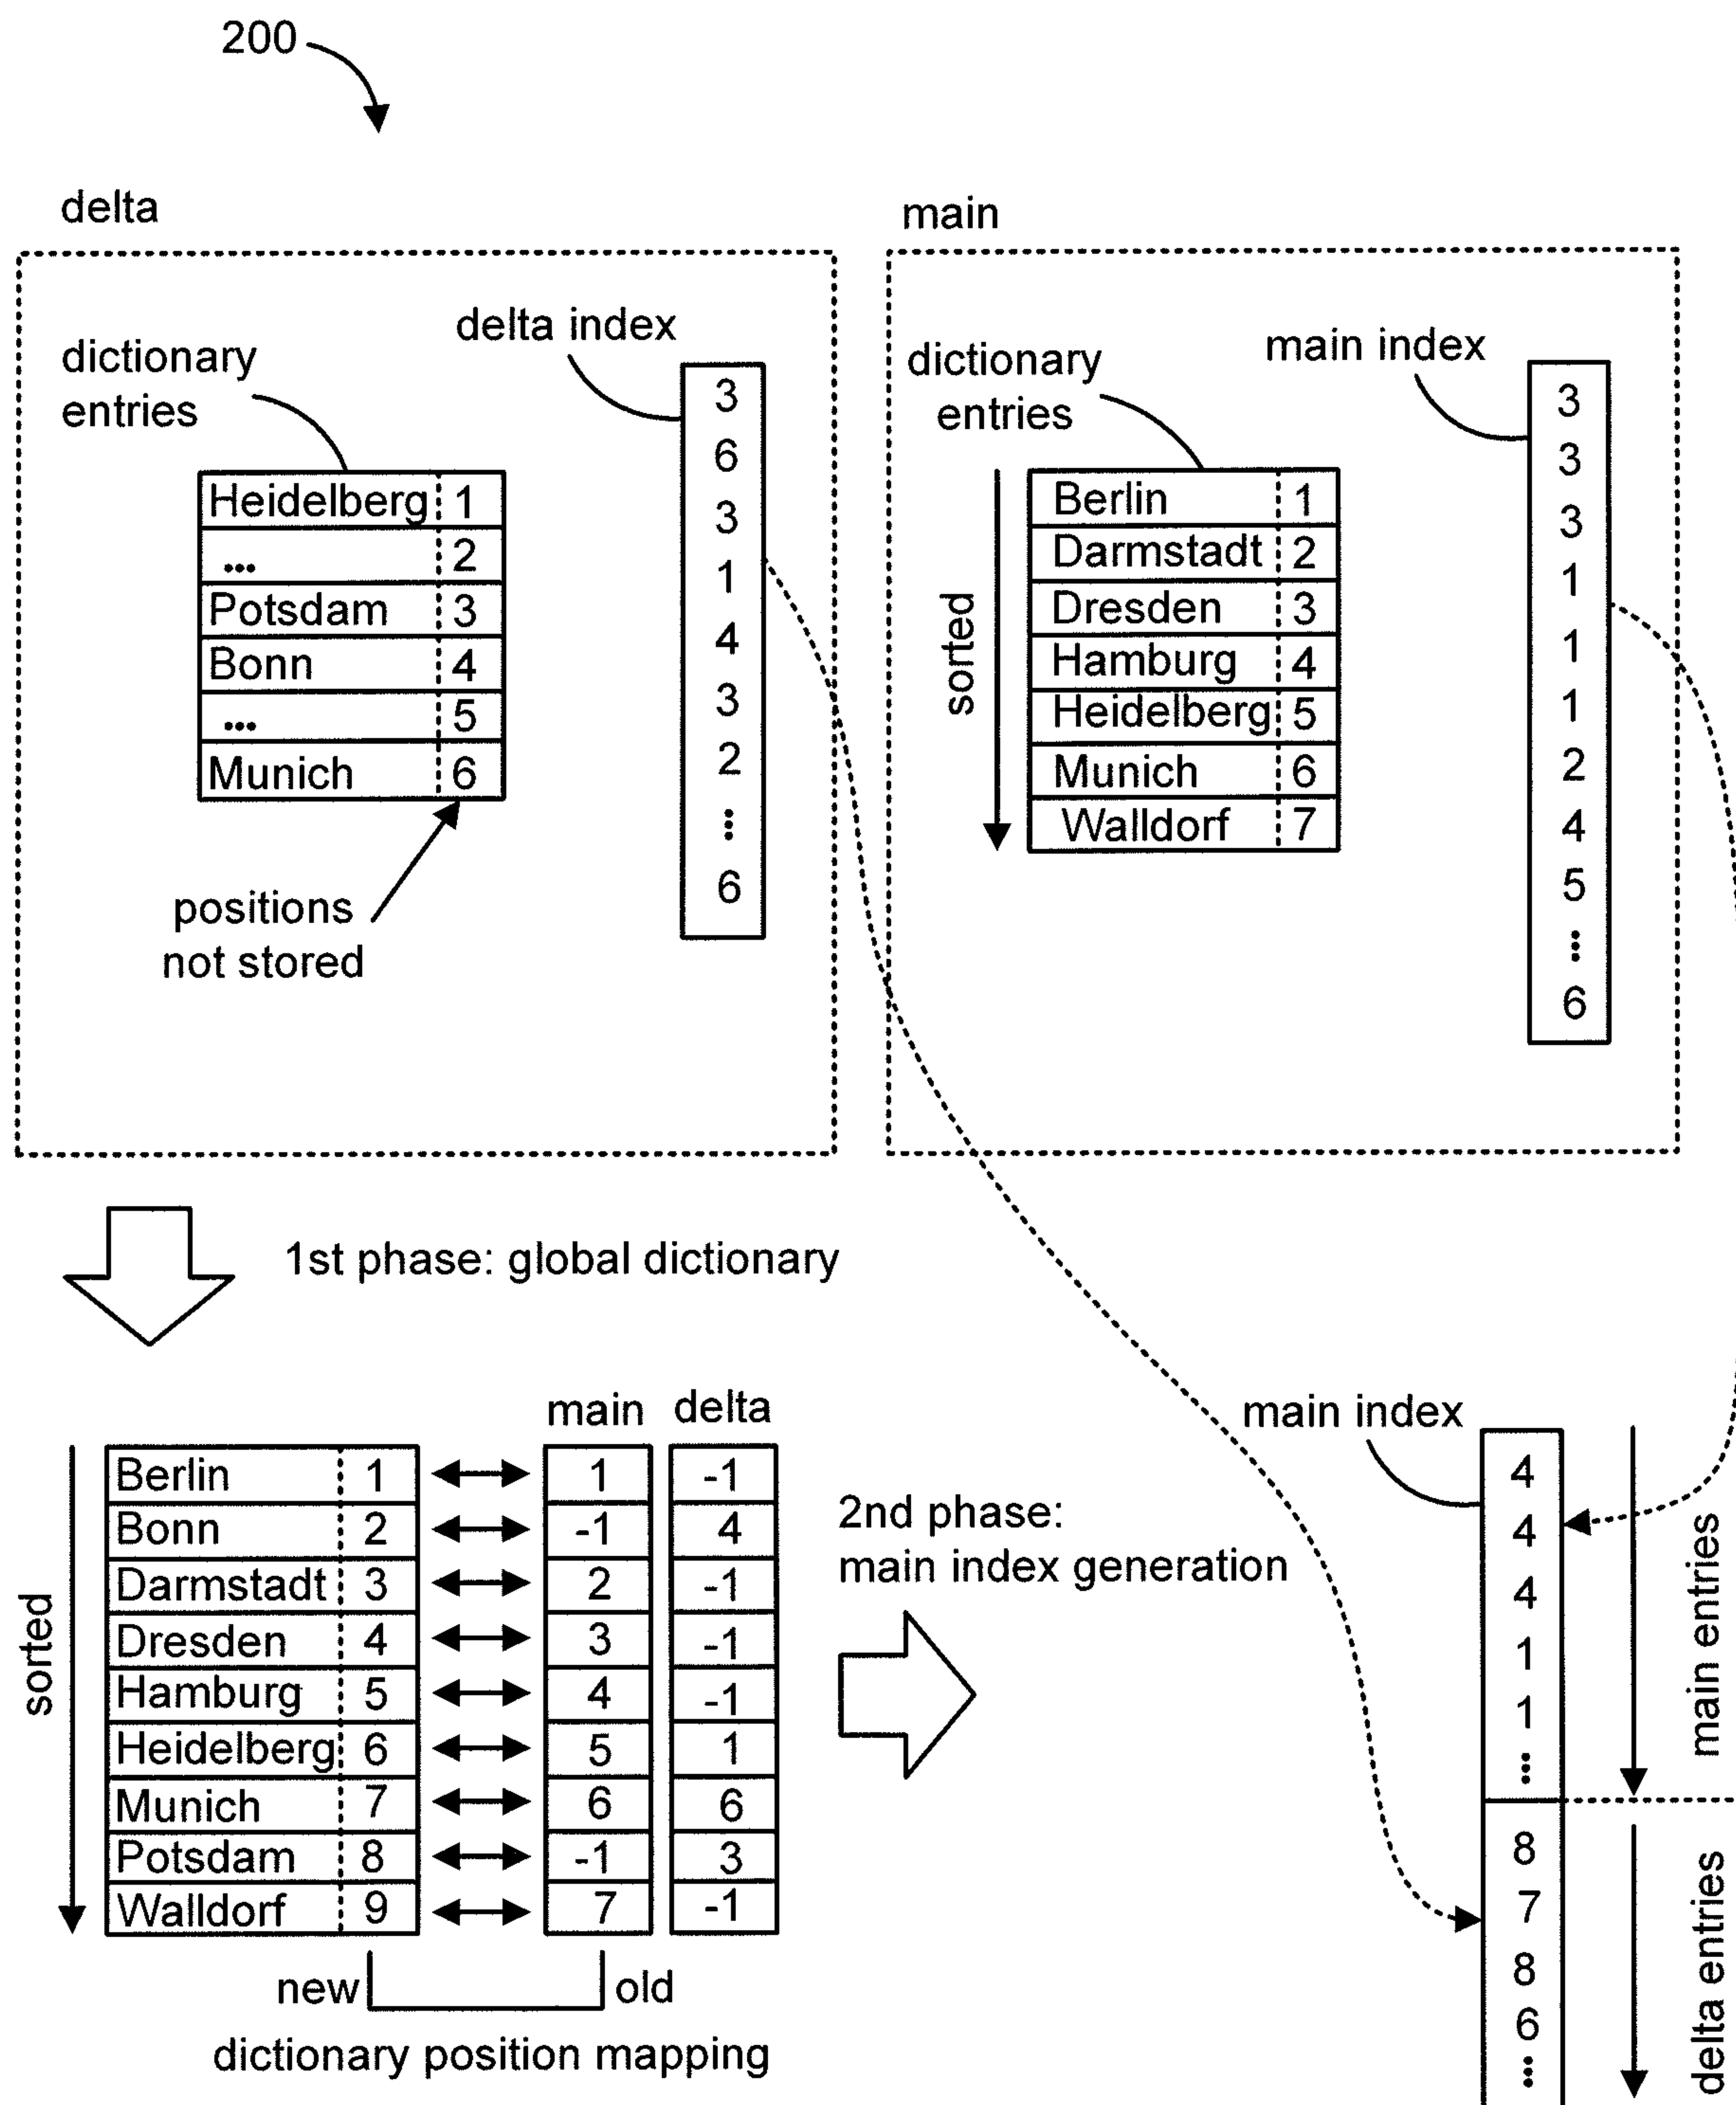 200
delta
dictionary
entries
delta index
Heidelberg 1
... 2
Potsdam 3
Bonn 4
... 5
Munich 6
positions
not stored
3
6
3
1
4
3
2
⋮
6
main
dictionary
entries
main index
sorted
Berlin 1
Darmstadt 2
Dresden 3
Hamburg 4
Heidelberg 5
Munich 6
Walldorf 7
3
3
3
1
1
1
2
4
5
⋮
6
1st phase: global dictionary
main delta
sorted
Berlin 1 1 -1
Bonn 2 -1 4
Darmstadt 3 2 -1
Dresden 4 3 -1
Hamburg 5 4 -1
Heidelberg 6 5 1
Munich 7 6 6
Potsdam 8 -1 3
Walldorf 9 7 -1
new old
dictionary position mapping
2nd phase:
main index generation
main index
4
4
4
1
1
⋮
8
7
8
6
⋮
main entries
delta entries